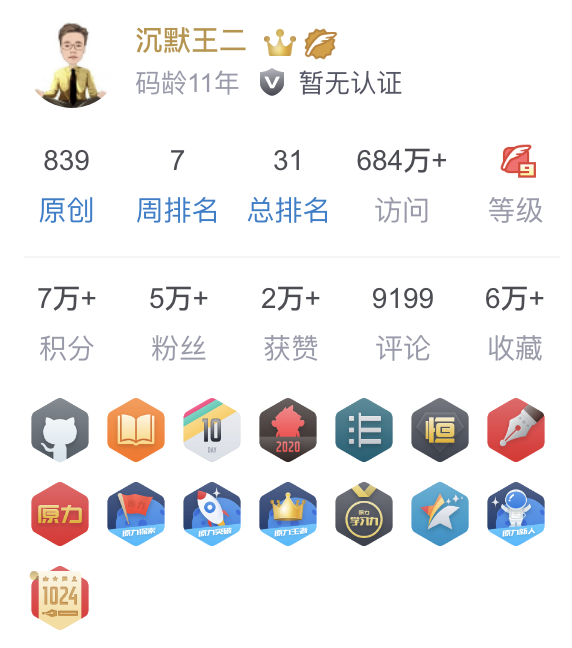 沉默王二
码龄11年 暂无认证
839 7 31 684万+ 9
原创 周排名 总排名 访问 等级
7万+ 5万+ 2万+ 9199 6万+
积分 粉丝 获赞 评论 收藏
10 2020 恒
DAY
原力 原力探索 原力突破 原力王者 原力 学习力 原力新人
1024